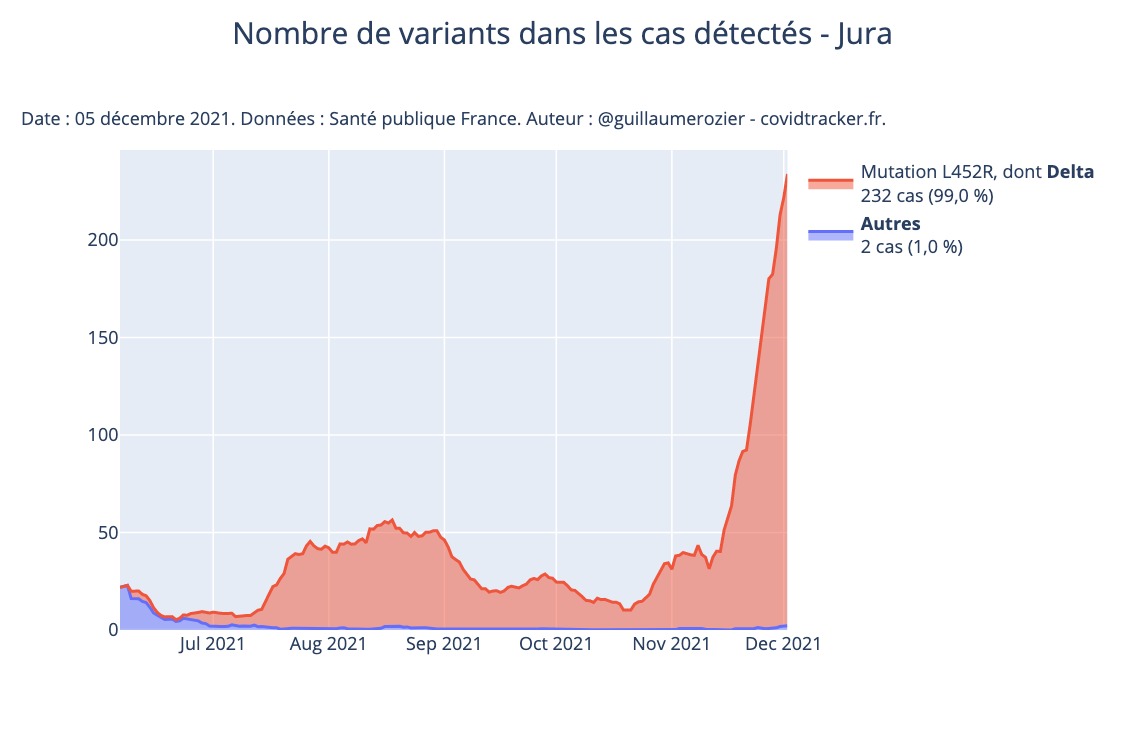 Nombre de variants dans les cas détectés - Jura
Date : 05 décembre 2021. Données : Santé publique France. Auteur : @guillaumerozier - covidtracker.fr.
Mutation L452R, dont Delta
232 cas (99,0 %)
Autres
2 cas (1,0 %)
200
150
100
50
0
Jul 2021
Aug 2021
Sep 2021
Oct 2021
Nov 2021
Dec 2021